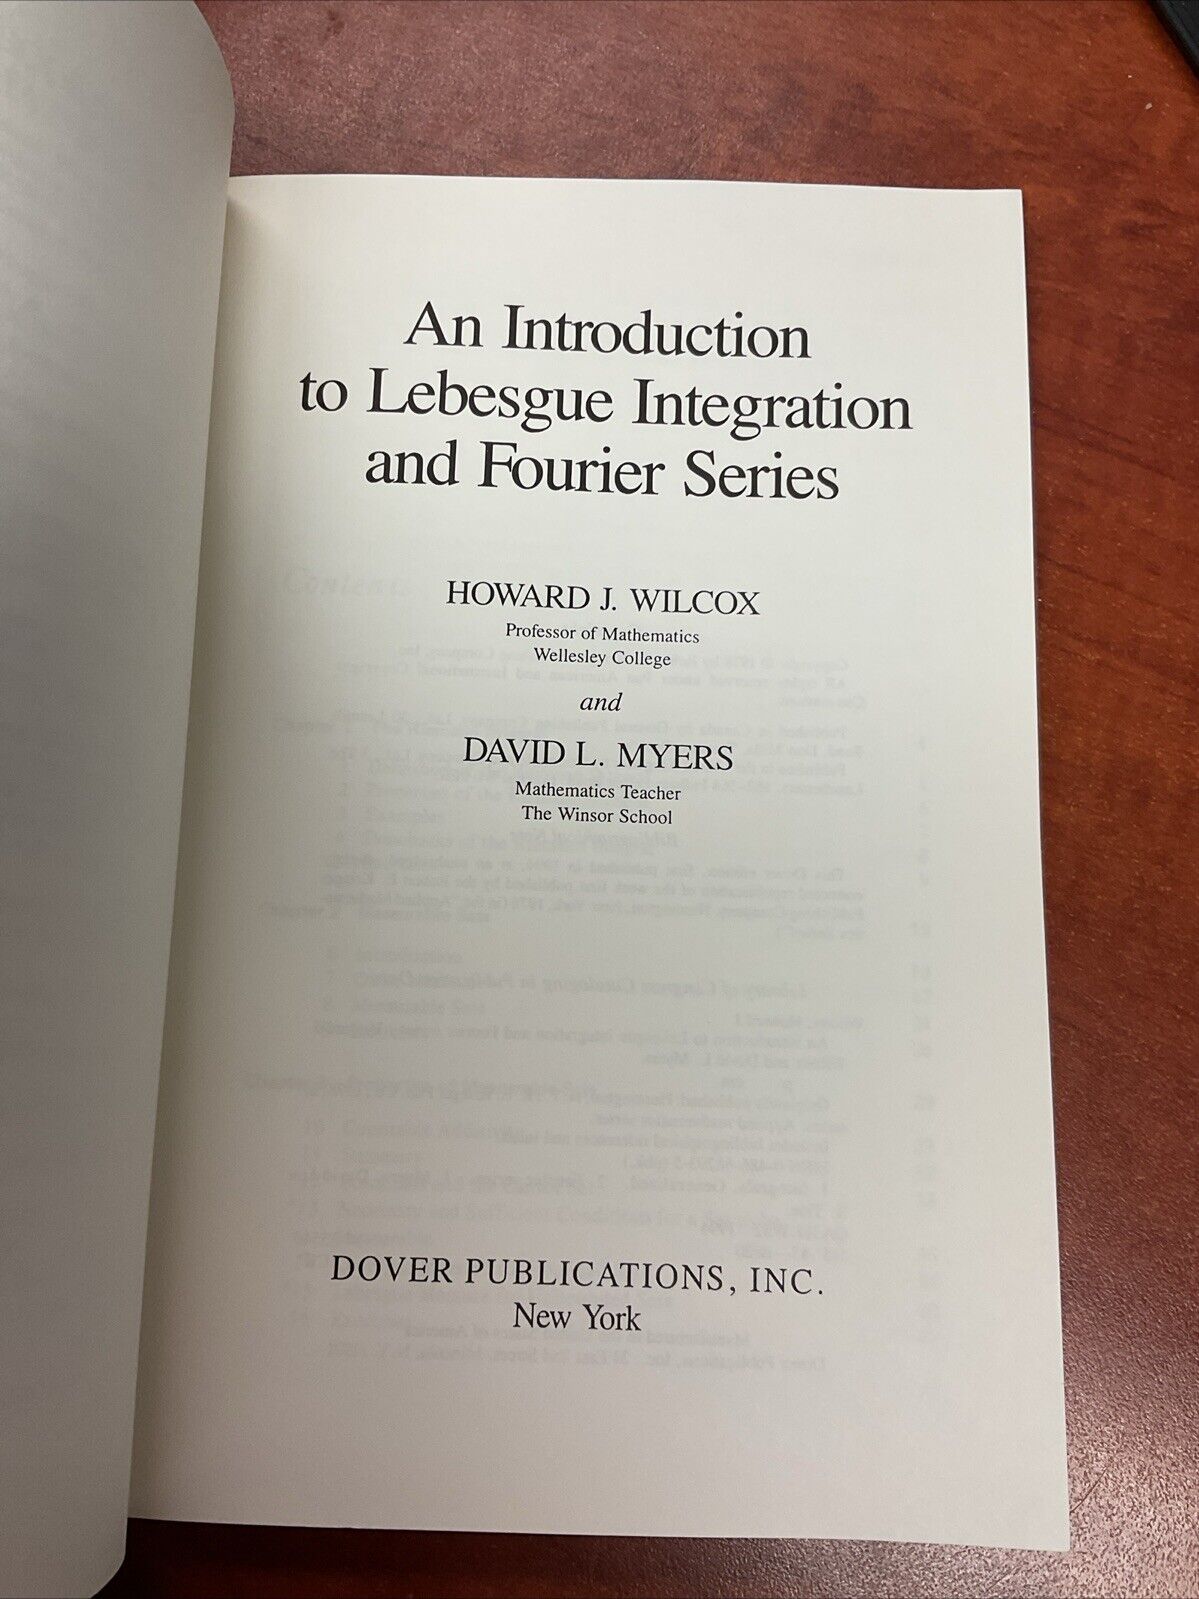 An Introduction
to Lebesgue Integration
and Fourier Series
HOWARD J. WILCOX
Professor of Mathematics
Wellesley College
and
DAVID L. MYERS
Mathematics Teacher
The Winsor School
DOVER PUBLICATIONS, INC.
New York